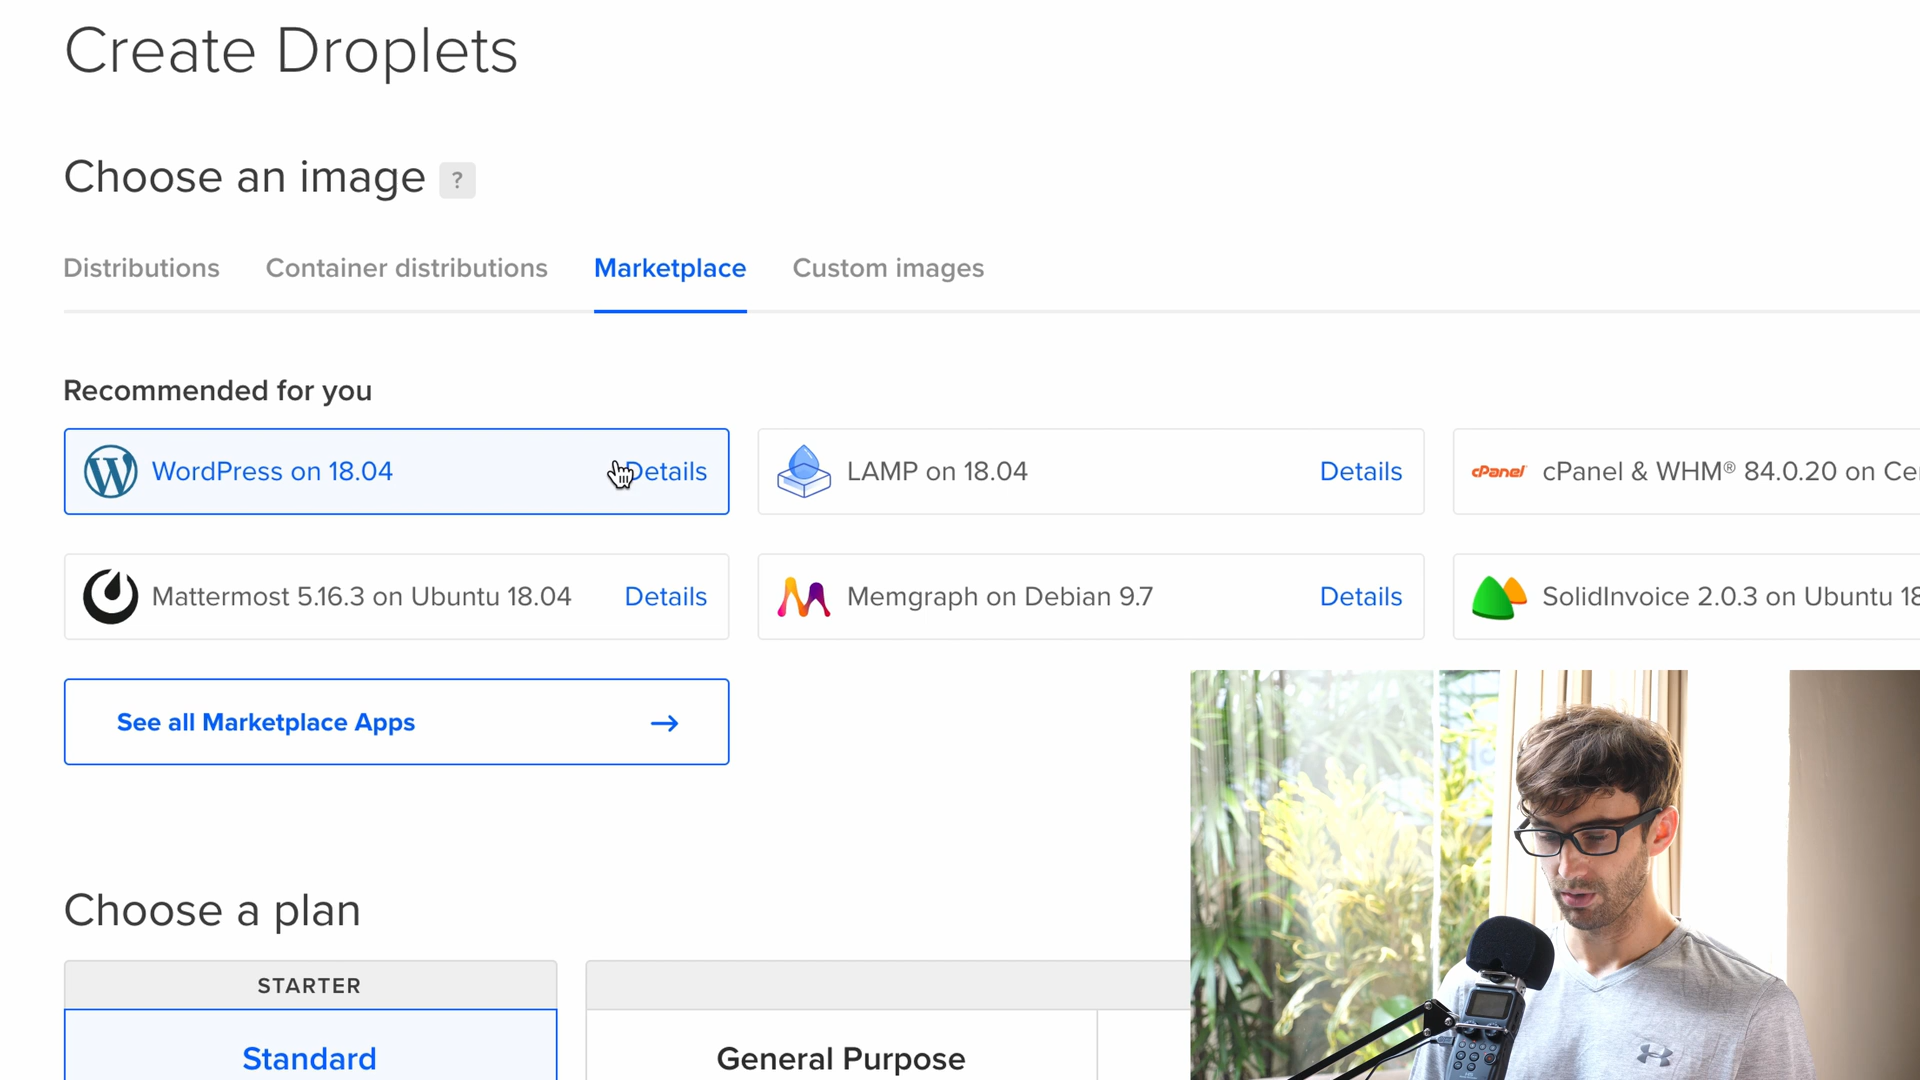 Create Droplets
Choose an image ?
Distributions Container distributions Marketplace Custom images
Recommended for you
WordPress on 18.04 Details
LAMP on 18.04 Details
cPanel cPanel & WHM® 84.0.20 on Ce
Mattermost 5.16.3 on Ubuntu 18.04 Details
Memgraph on Debian 9.7 Details
SolidInvoice 2.0.3 on Ubuntu 18
See all Marketplace Apps
Choose a plan
STARTER
Standard
General Purpose